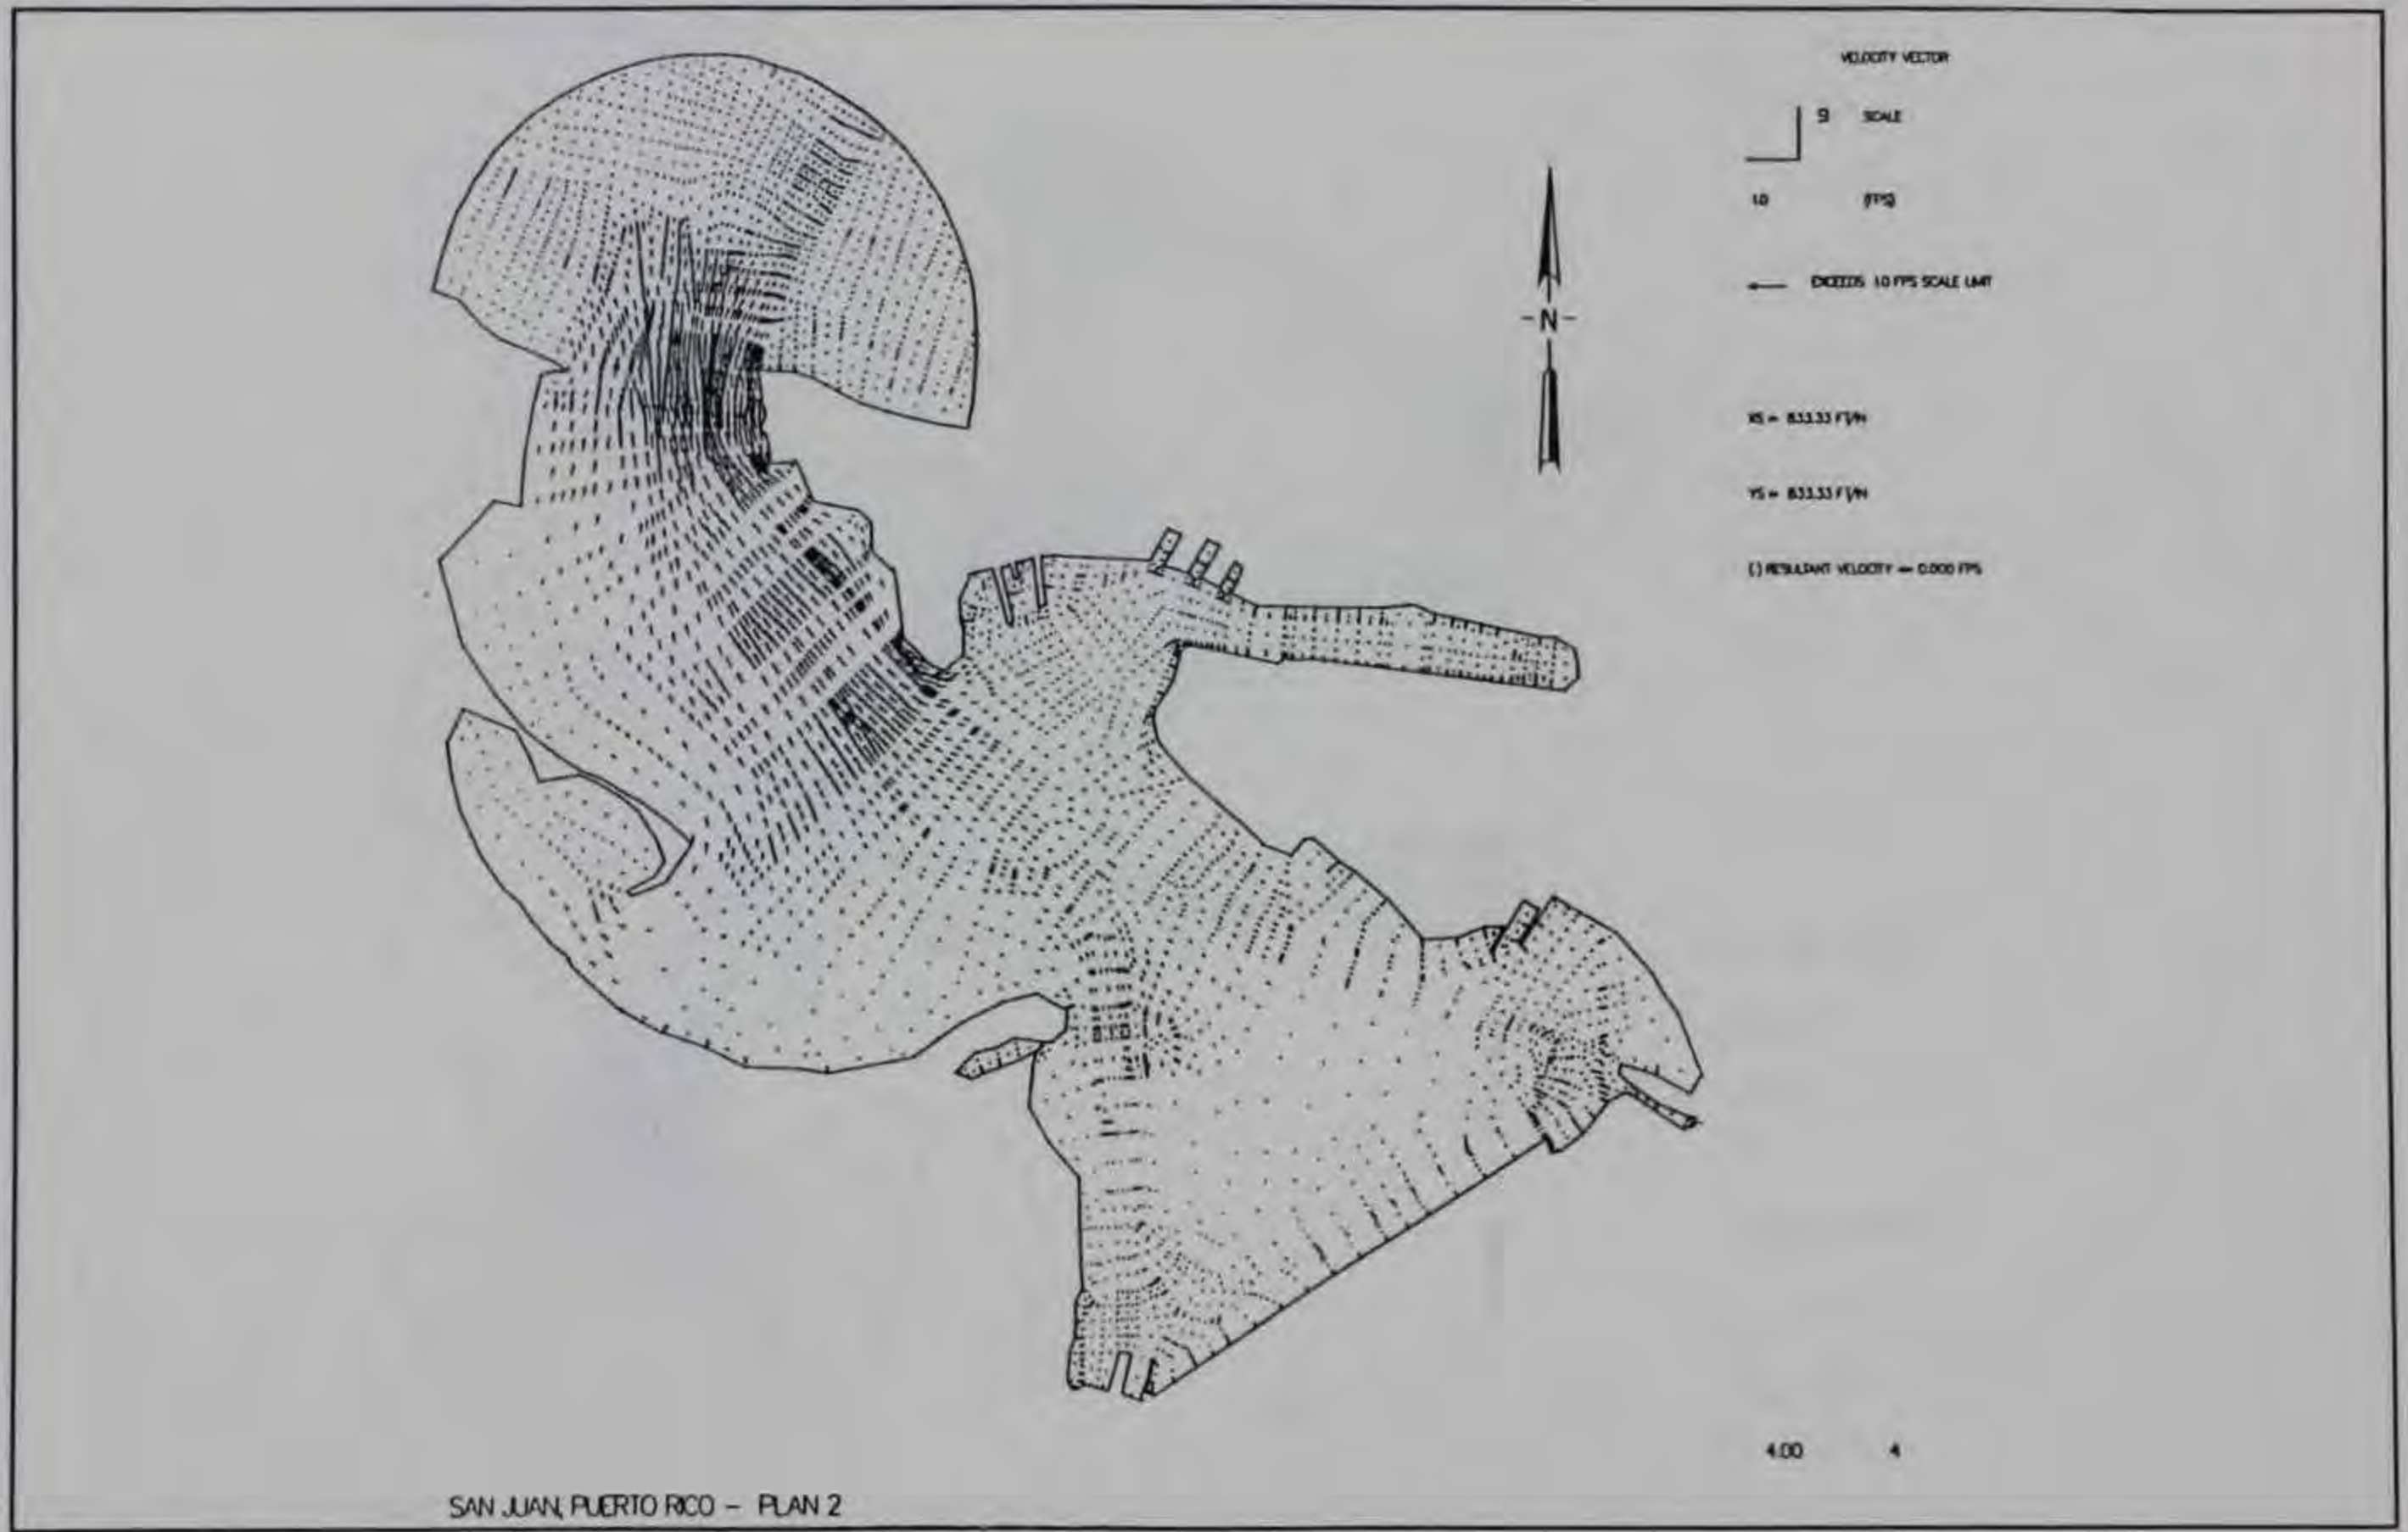 VELOCITY VECTOR
SCALE
1.0 (FPS)
EXCEEDS 1.0 FPS SCALE LIMIT
- N -
XS = 833.33 FT/IN
YS = 833.33 FT/IN
(.) RESULTANT VELOCITY = 0.000 FPS
4.00 4
SAN JUAN, PUERTO RICO - PLAN 2